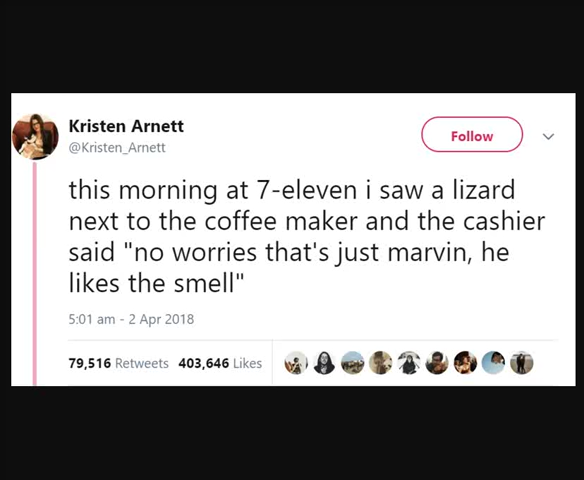 Kristen Arnett
@Kristen_Arnett
Follow
this morning at 7-eleven i saw a lizard
next to the coffee maker and the cashier
said "no worries that's just marvin, he
likes the smell"
5:01 am - 2 Apr 2018
79,516 Retweets 403,646 Likes